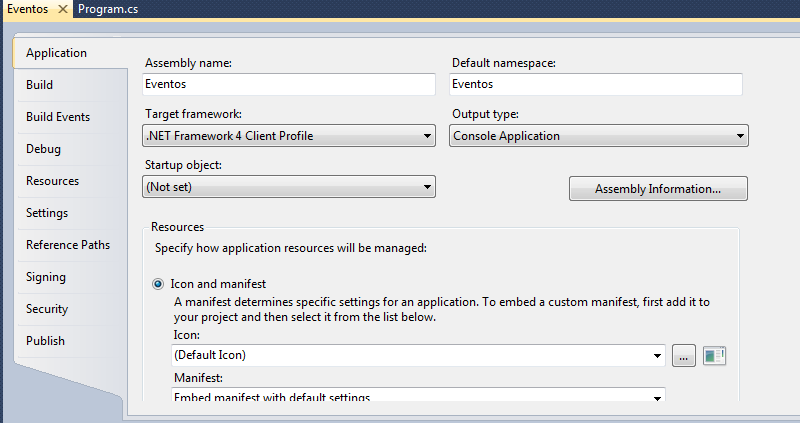 Eventos
Program.cs
Application
Build
Build Events
Debug
Resources
Settings
Reference Paths
Signing
Security
Publish
Assembly name:
Default namespace:
Eventos
Eventos
Target framework:
Output type:
.NET Framework 4 Client Profile
Console Application
Startup object:
(Not set)
Assembly Information...
Resources
Specify how application resources will be managed:
Icon and manifest
A manifest determines specific settings for an application. To embed a custom manifest, first add it to
your project and then select it from the list below.
Icon:
(Default Icon)
...
Manifest:
Embed manifest with default settings